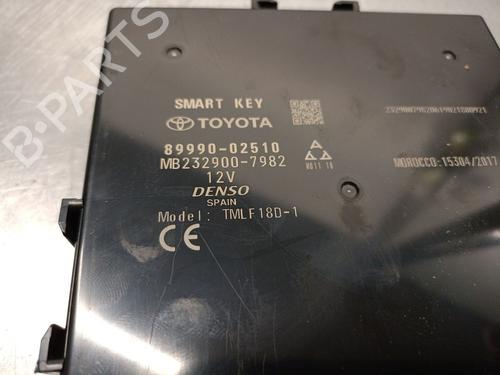 SMART KEY
TOYOTA
89990-02510
MB232900-7982
12V
DENSO
SPAIN
Model: TMLF18D-1
CE
MOROCCO:15304/2017
B-PARTS